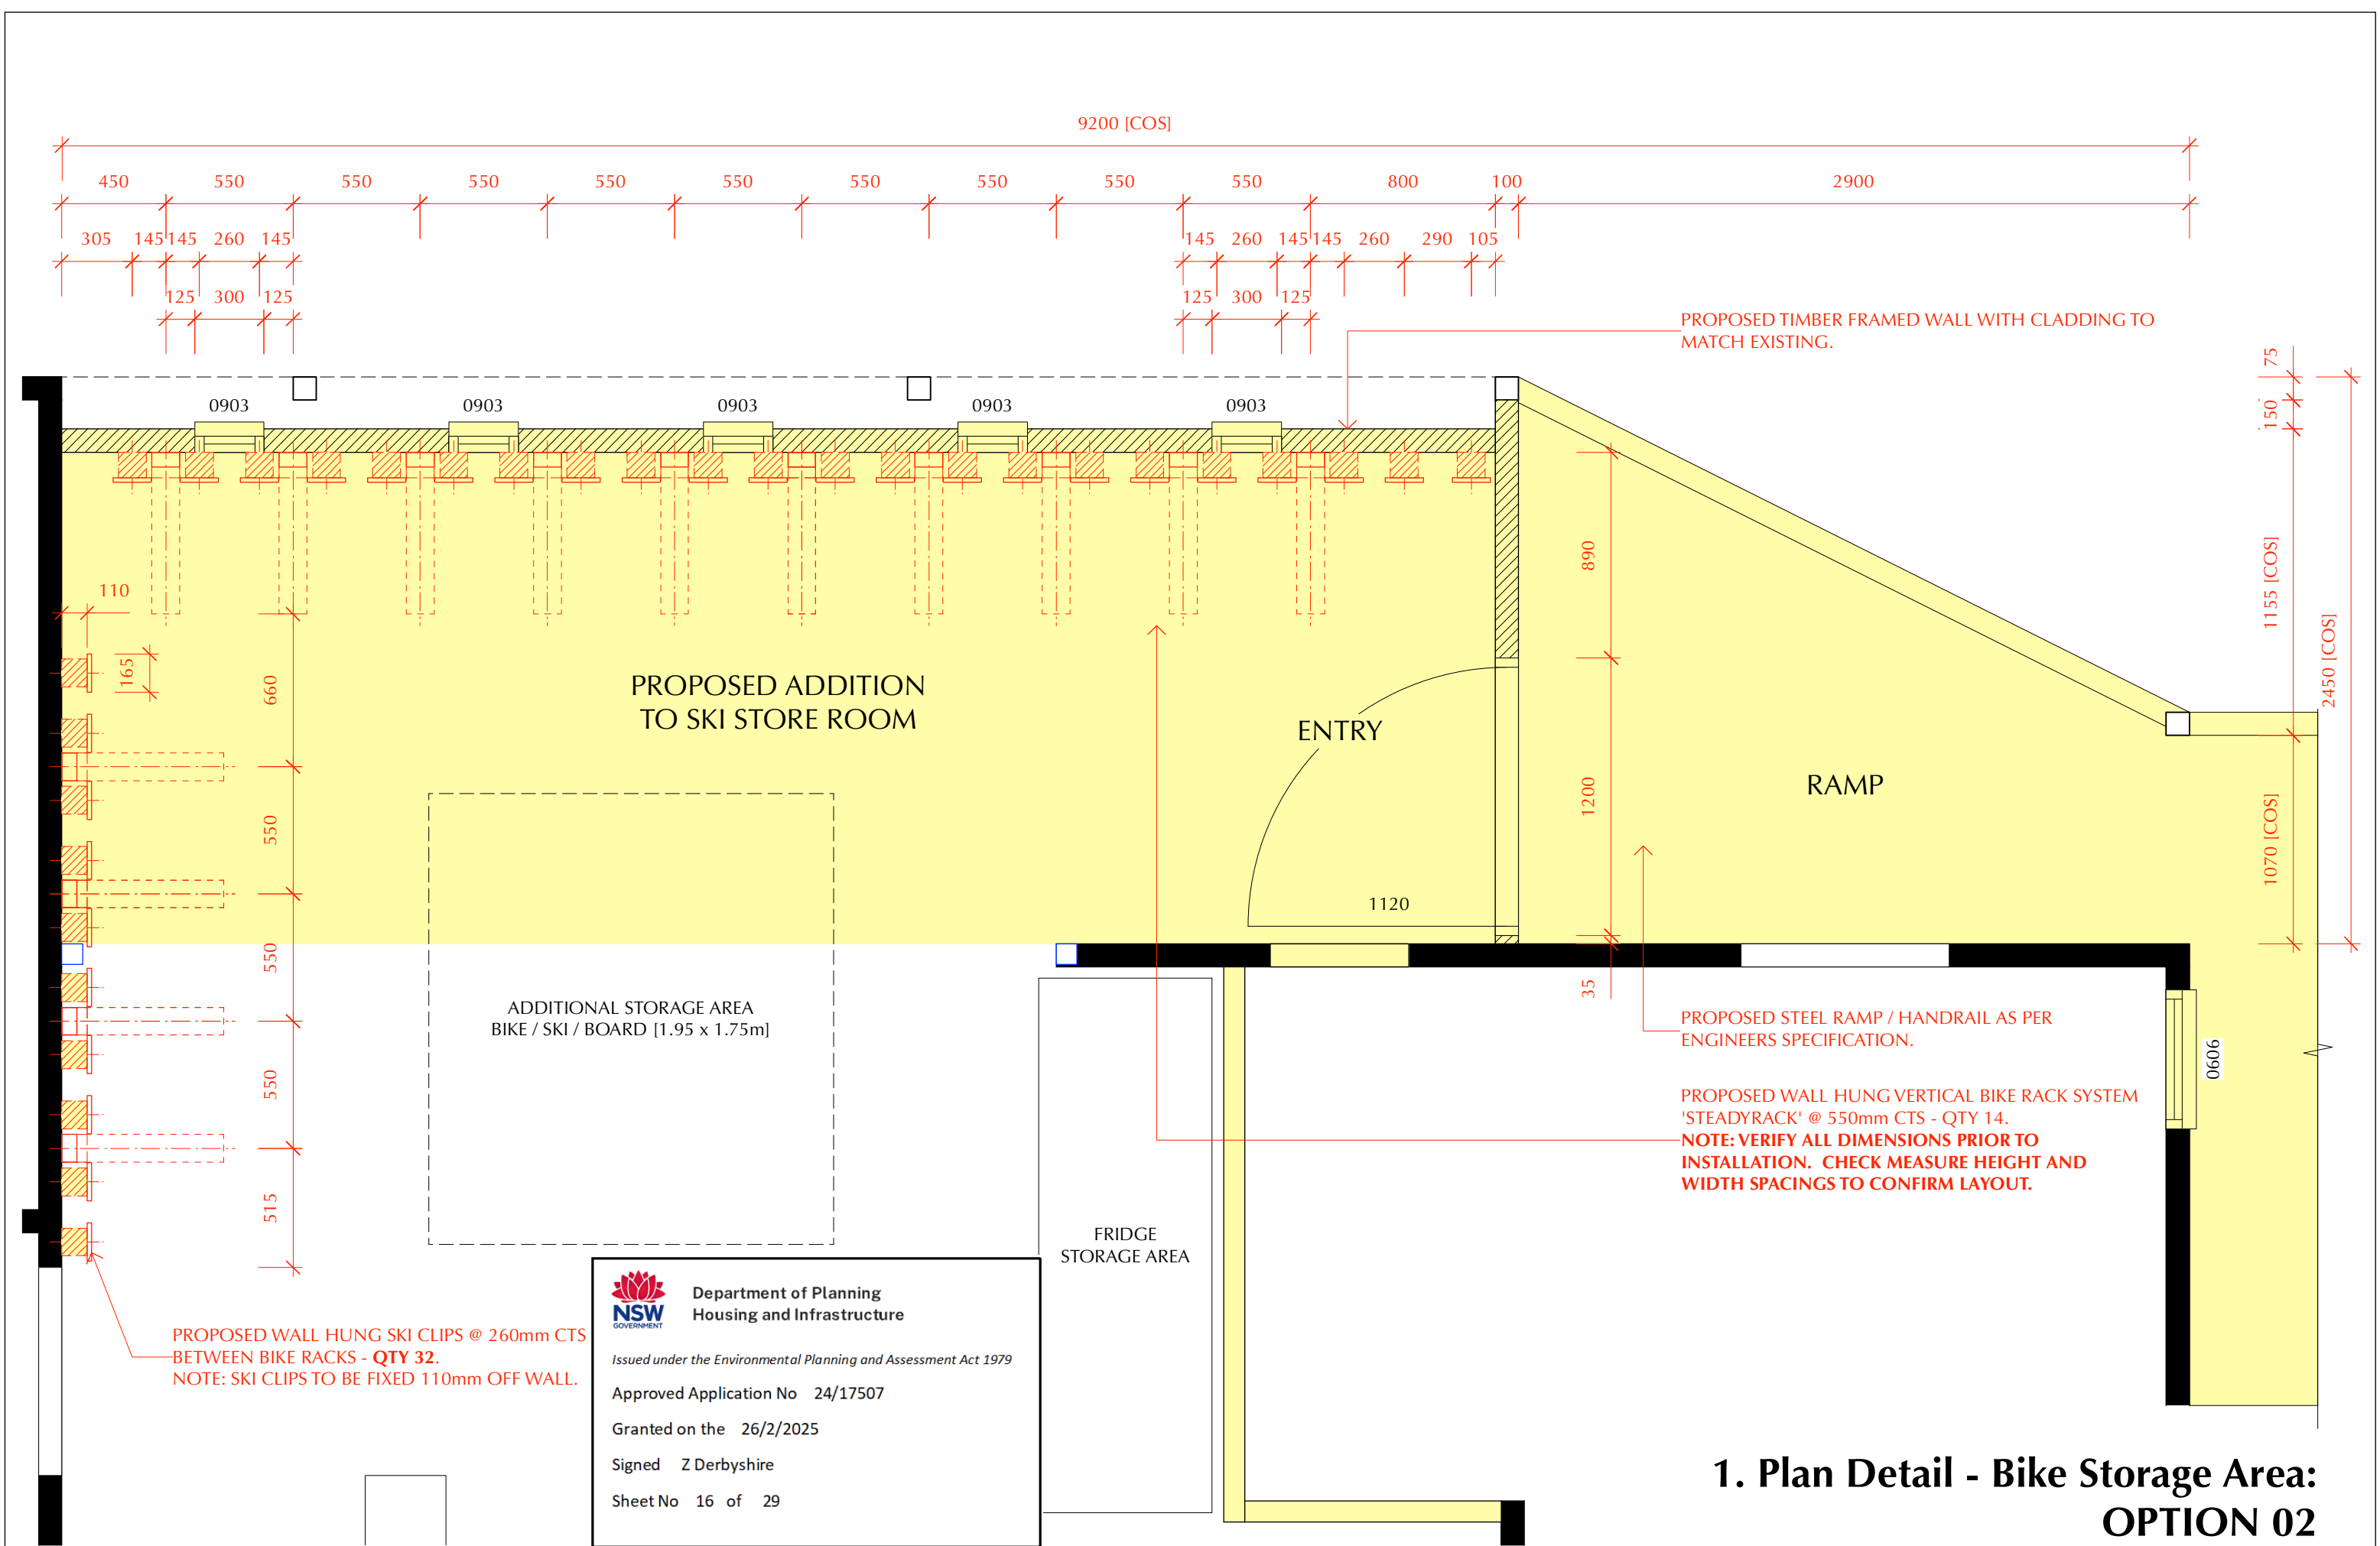 9200 [COS]
450 550 550 550 550 550 550 550 550 550 800 100 2900
305 145 145 260 145 145 260 145 145 260 290 105
125 300 125 125 300 125
PROPOSED TIMBER FRAMED WALL WITH CLADDING TO
MATCH EXISTING.
75
150
1155 [COS]
2450 [COS]
1070 [COS]
0903 0903 0903 0903 0903
110
165
660
550
550
550
515
890
1200
35
PROPOSED ADDITION
TO SKI STORE ROOM
ENTRY
RAMP
1120
ADDITIONAL STORAGE AREA
BIKE / SKI / BOARD [1.95 x 1.75m]
PROPOSED STEEL RAMP / HANDRAIL AS PER
ENGINEERS SPECIFICATION.
0606
PROPOSED WALL HUNG VERTICAL BIKE RACK SYSTEM
'STEADYRACK' @ 550mm CTS - QTY 14.
NOTE: VERIFY ALL DIMENSIONS PRIOR TO
INSTALLATION. CHECK MEASURE HEIGHT AND
WIDTH SPACINGS TO CONFIRM LAYOUT.
FRIDGE
STORAGE AREA
PROPOSED WALL HUNG SKI CLIPS @ 260mm CTS
BETWEEN BIKE RACKS - QTY 32.
NOTE: SKI CLIPS TO BE FIXED 110mm OFF WALL.
NSW
GOVERNMENT
Department of Planning
Housing and Infrastructure
Issued under the Environmental Planning and Assessment Act 1979
Approved Application No 24/17507
Granted on the 26/2/2025
Signed Z Derbyshire
Sheet No 16 of 29
1. Plan Detail - Bike Storage Area:
OPTION 02